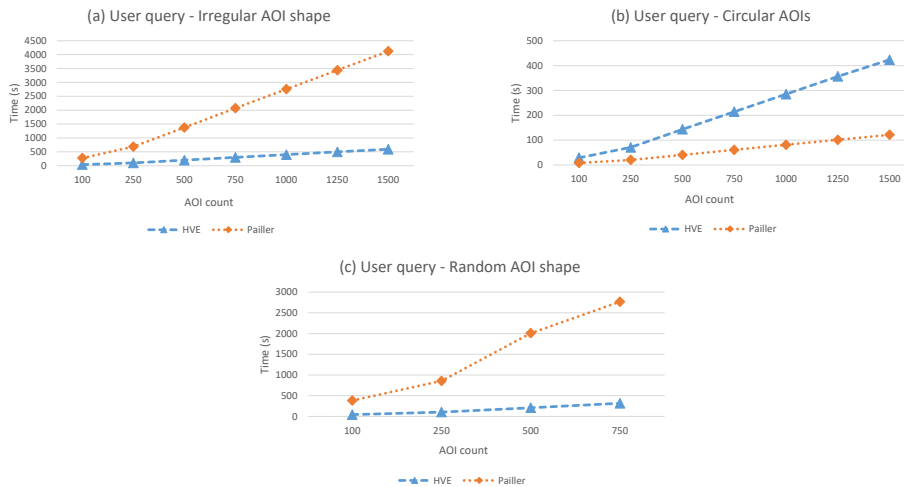 (a) User query - Irregular AOI shape
4500
4000
3500
3000
2500
2000
1500
1000
500
0
Time (s)
100 250 500 750 1000 1250 1500
AOI count
HVE Pailler
(b) User query - Circular AOIs
500
400
300
200
100
0
Time (s)
100 250 500 750 1000 1250 1500
AOI count
HVE Pailler
(c) User query - Random AOI shape
3000
2500
2000
1500
1000
500
0
Time (s)
100 250 500 750
AOI count
HVE Pailler